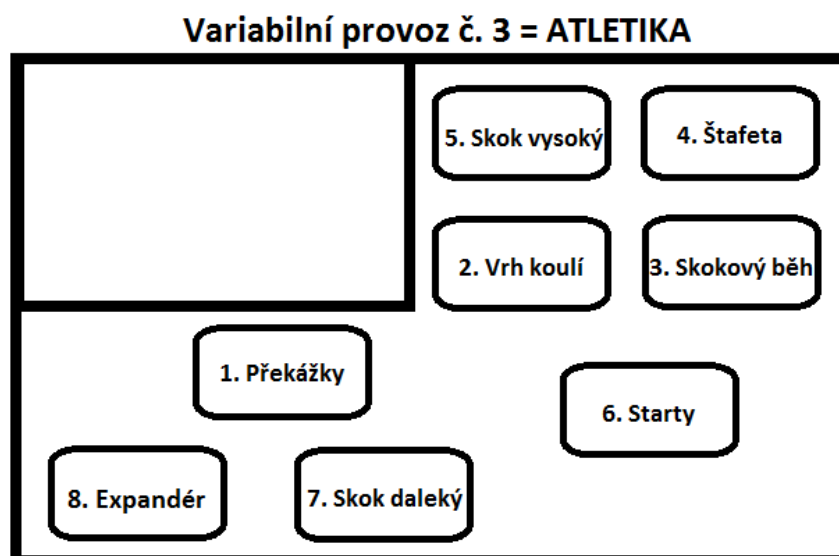 Variabilní provoz č. 3 = ATLETIKA
5. Skok vysoký
4. Štafeta
2. Vrh koulí
3. Skokový běh
1. Překážky
6. Starty
8. Expandér
7. Skok daleký